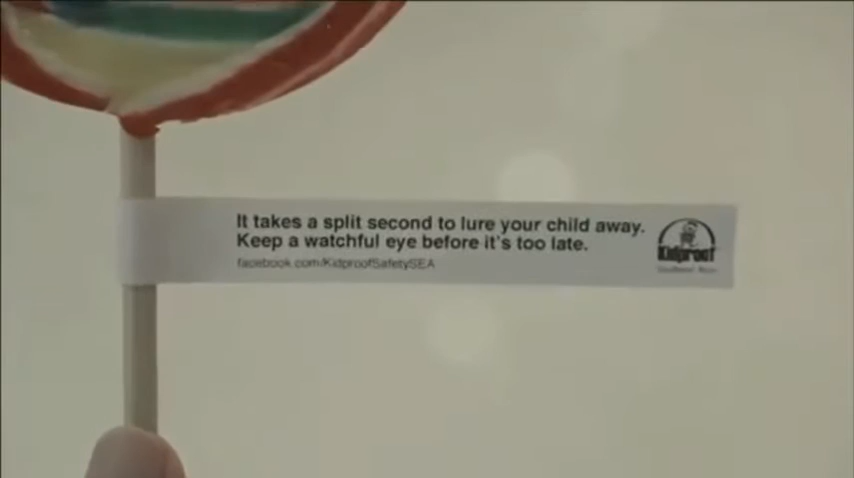 It takes a split second to lure your child away.
Keep a watchful eye before it's too late.
facebook.com/KidproofSafetySEA
Kidproof